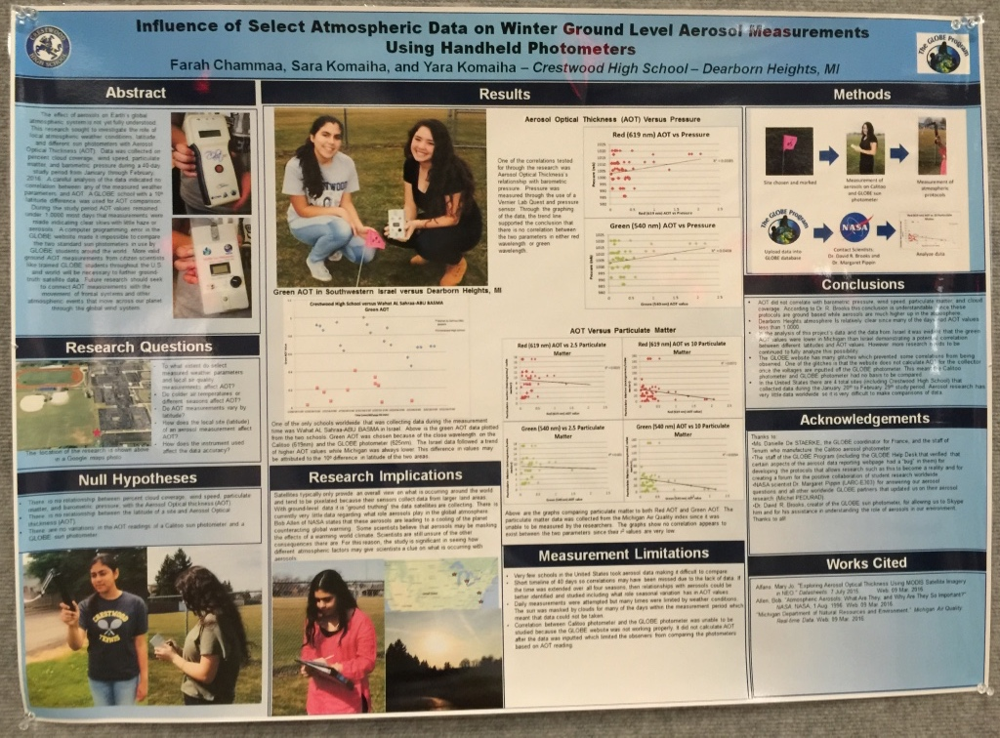 Influence of Select Atmospheric Data on Winter Ground Level Aerosol Measurements
Using Handheld Photometers
Farah Chammaa, Sara Komaiha, and Yara Komaiha – Crestwood High School – Dearborn Heights, MI
The GLOBE Program
Abstract
The effect of aerosols on Earth's global
atmospheric system is not yet fully understood.
This research sought to investigate the role of
local atmospheric weather conditions, latitude,
and different sun photometers with Aerosol
Optical Thickness (AOT). Data was collected on
percent cloud coverage, wind speed, particulate
matter, and barometric pressure during a 40-day
study period from January through February,
2016. A careful analysis of the data indicated no
correlation between any of the measured weather
parameters, and AOT. A GLOBE school with a 10°
latitude difference was used for AOT comparison.
During the study period AOT values remained
under 1.0000 most days that measurements were
made indicating clear skies with little haze or
aerosols. A computer programming error in the
GLOBE website made it impossible to compare
the two standard sun photometers in use by
GLOBE students around the world. More valid
ground AOT measurements from citizen scientists
like trained GLOBE students throughout the U.S.
and world will be necessary to further ground-
truth satellite data. Future research should seek
to connect AOT measurements with the
movement of frontal systems and other
atmospheric events that move across our planet
through the global wind system.
Research Questions
To what extent do select
measured weather parameters
and local air quality
measurements affect AOT?
Do colder air temperatures or
different seasons affect AOT?
Do AOT measurements vary by
latitude?
How does the local site (latitude)
of an aerosol measurement affect
AOT?
How does the instrument used
affect the data accuracy?
The location of the research is shown above
in a Google maps photo
Null Hypotheses
There is no relationship between percent cloud coverage, wind speed, particulate
matter, and barometric pressure with the Aerosol Optical Thickness (AOT)
There is no relationship between the latitude of a site and Aerosol Optical
thickness (AOT)
There are no variations in the AOT readings of a Calitoo sun photometer and a
GLOBE sun photometer
CRESTWOOD
TENNIS
Results
Green AOT in Southwestern Israel versus Dearborn Heights, MI
Crestwood High School versus Wahat AL Sahraa-ABU BASMA
Green AOT
One of the only schools worldwide that was collecting data during the measurement
time was Wahat AL Sahraa-ABU BASMA in Israel. Above is the green AOT data plotted
from the two schools. Green AOT was chosen because of the close wavelength on the
Calitoo (619nm) and the GLOBE photometer (625nm). The Israel data followed a trend
of higher AOT values while Michigan was always lower. This difference in values may
be attributed to the 10° difference in latitude of the two areas.
Research Implications
Satellites typically only provide an overall view on what is occurring around the world
and tend to be pixelated because their sensors collect data from larger land areas.
With ground-level data it is 'ground truthing' the data satellites are collecting. There is
currently very little data regarding what role aerosols play in the global atmosphere.
Bob Allen of NASA states that these aerosols are leading to a cooling of the planet
counteracting global warming. Some scientists believe that aerosols may be masking
the effects of a warming world climate. Scientists are still unsure of the
consequences there are. For this reason, the study is significant in seeing how
different atmospheric factors may give scientists a clue on what is occurring with
aerosols
Aerosol Optical Thickness (AOT) Versus Pressure
One of the correlations tested
for through the research was
Aerosol Optical Thickness's
relationship with barometric
pressure. Pressure was
measured through the use of a
Vernier Lab Quest and pressure
sensor. Through the graphing of
the data, the trend line
supported the conclusion that
there is no correlation between
the two parameters in either red
wavelength or green
wavelength.
Red (619 nm) AOT vs Pressure
Red (619 nm) AOT value
Green (540 nm) AOT vs Pressure
Green (540 nm) AOT value
AOT Versus Particulate Matter
Red (619 nm) AOT vs 2.5 Particulate
Matter
Red (619 nm) AOT vs 10 Particulate
Matter
Green (540 nm) vs 2.5 Particulate
Matter
Green (540 nm) AOT vs 10 Particulate
Matter
Above are the graphs comparing particulate matter to both Red AOT and Green AOT. The
particulate matter data was collected from the Michigan Air Quality index since it was
unable to be measured by the researchers. The graphs show no correlation appears to
exist between the two parameters since their r² values are very low.
Measurement Limitations
Very few schools in the United States took aerosol data making it difficult to compare.
Short timeline of 40 days so correlations may have been missed due to the lack of data. If
the time was extended over all four seasons, then relationships with aerosols could be
better identified and studied including what role seasonal variation has in AOT values.
Daily measurements were attempted but many times were limited by weather conditions.
The sun was masked by clouds for many of the days within the measurement period which
meant that data could not be taken.
Correlation between Calitoo photometer and the GLOBE photometer was unable to be
studied because the GLOBE website was not working properly. It did not calculate AOT
after the data was inputted which limited the observers from comparing the photometers
based on AOT reading.
Methods
Site chosen and marked
Measurement of
aerosols on Calitoo
and GLOBE sun
photometer
Measurement of
atmospheric
protocols
The GLOBE Program
NASA
Upload data into
GLOBE database
Contact Scientists,
Dr. David R. Brooks and
Dr. Margaret Pippin
Analyze data
Conclusions
AOT did not correlate with barometric pressure, wind speed, particulate matter, and cloud
coverage. According to Dr. R. Brooks this conclusion is understandable since these
protocols are ground based while aerosols are much higher up in the atmosphere.
Dearborn Heights atmosphere is relatively clear since many of the days had AOT values
less than 1.0000.
In the analysis of this project's data and the data from Israel it was evident that the green
AOT values were lower in Michigan than Israel demonstrating a potential correlation
between different latitudes and AOT values. However more research needs to be
continued to fully analyze this possibility.
The GLOBE website has many glitches which prevented some correlations from being
observed. One of the glitches is that the website does not calculate AOT for the collector
once the voltages are inputted off the GLOBE photometer. This meant the Calitoo
photometer and GLOBE photometer had no basis to be compared.
In the United States there are 4 total sites (including Crestwood High Schools) that
collected data during the January 20th to February 29th study period. Aerosol research has
very little data worldwide so it is very difficult to make comparisons of data
Acknowledgements
Thanks to:
•Ms. Danielle De STAERKE, the GLOBE coordinator for France, and the staff of
Tenum who manufacture the Calitoo aerosol photometer
•The staff of the GLOBE Program (including the GLOBE Help Desk that verified that
certain aspects of the aerosol data reporting webpage had a "bug" in them) for
developing the protocols that allows research such as this to become a reality and for
creating a forum for the positive collaboration of student research worldwide
•NASA scientist Dr. Margaret Pippin (LARC-E303) for answering our aerosol
questions and all other worldwide GLOBE partners that updated us on their aerosol
research (Michel PEDURAD).
•Dr. David R. Brooks, creator of the GLOBE sun photometer, for allowing us to Skype
him and for his assistance in understanding the role of aerosols in our environment.
Thanks to all!
Works Cited
Alfano, Mary Jo. "Exploring Aerosol Optical Thickness Using MODIS Satellite Imagery
in NEO." Datasheets. 7 July 2015. Web. 09 Mar. 2016.
Allen, Bob. "Atmospheric Aerosols: What Are They, and Why Are They So Important?"
NASA. NASA, 1 Aug. 1996. Web. 09 Mar. 2016.
"Michigan Department of Natural Resources and Environment." Michigan Air Quality
Real-time Data. Web. 09 Mar. 2016.